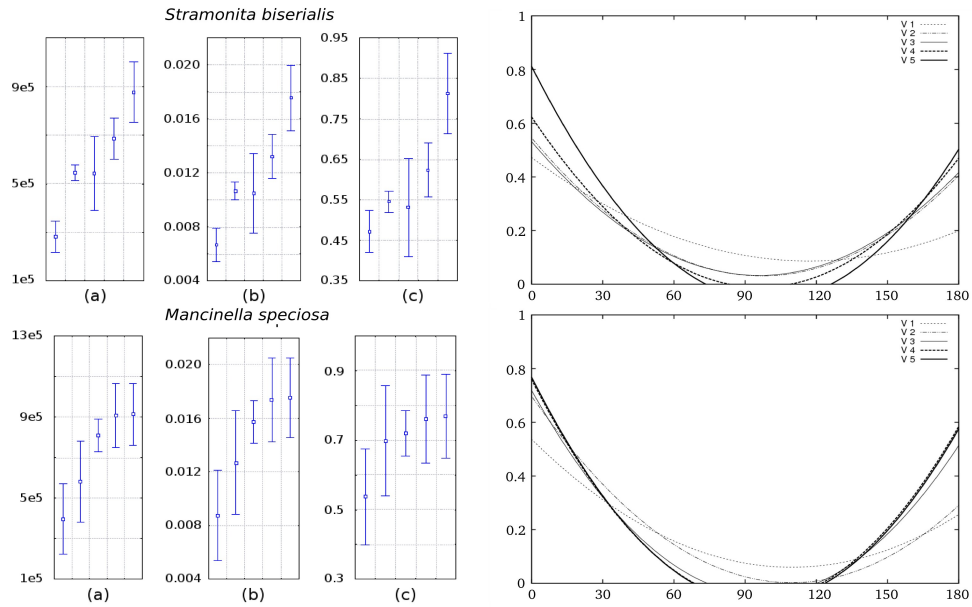 Stramonita biserialis
9e5
5e5
1e5
(a)
0.020
0.016
0.012
0.008
0.004
(b)
0.95
0.85
0.75
0.65
0.55
0.45
0.35
(c)
Mancinella speciosa
13e5
9e5
5e5
1e5
(a)
0.020
0.016
0.012
0.008
0.004
(b)
0.9
0.7
0.5
0.3
(c)
1
0.8
0.6
0.4
0.2
0
0 30 60 90 120 150 180
V 1
V 2
V 3
V 4
V 5
1
0.8
0.6
0.4
0.2
0
0 30 60 90 120 150 180
V 1
V 2
V 3
V 4
V 5